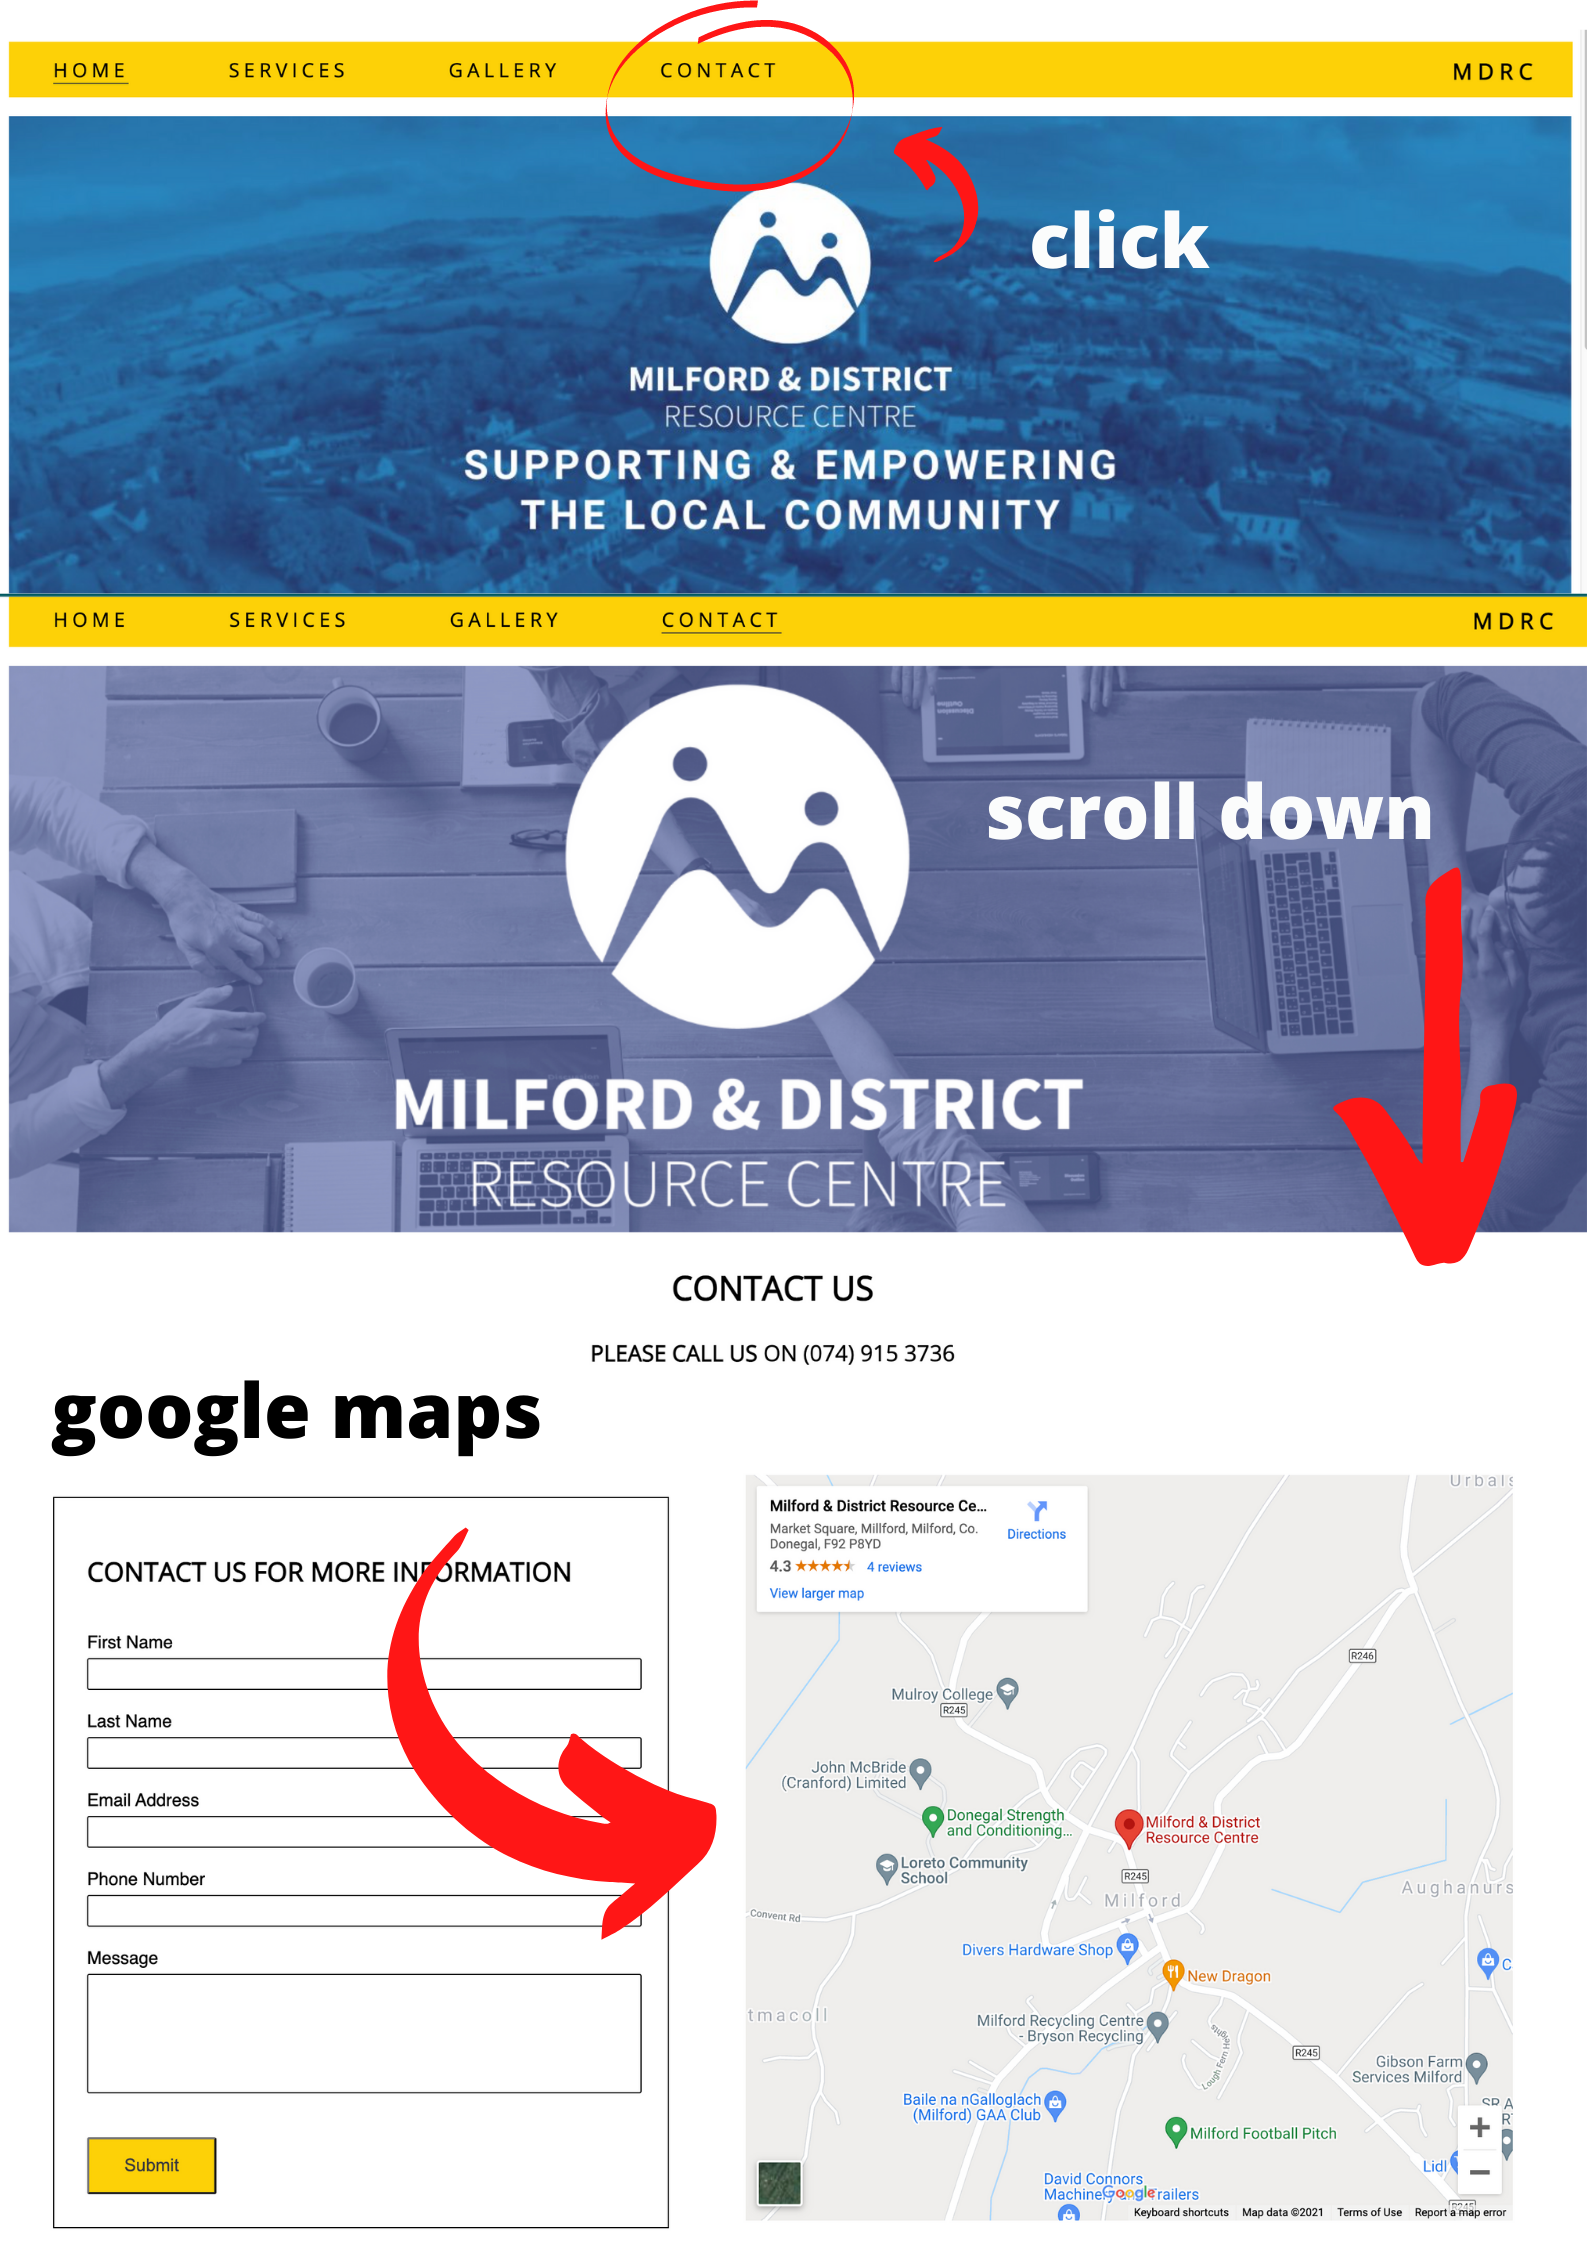 HOME SERVICES GALLERY CONTACT MDRC
click
MILFORD & DISTRICT
RESOURCE CENTRE
SUPPORTING & EMPOWERING
THE LOCAL COMMUNITY
HOME SERVICES GALLERY CONTACT MDRC
scroll down
MILFORD & DISTRICT
RESOURCE CENTRE
CONTACT US
PLEASE CALL US ON (074) 915 3736
google maps
CONTACT US FOR MORE INFORMATION
First Name
Last Name
Email Address
Phone Number
Message
Submit
Urbals
Milford & District Resource Ce...
Market Square, Millford, Milford, Co.
Donegal, F92 P8YD
4.3 4 reviews
View larger map
Directions
R246
Mulroy College
R245
John McBride
(Cranford) Limited
Donegal Strength
and Conditioning...
Milford & District
Resource Centre
Loreto Community
School
R245
Milford
Aughanurs
Convent Rd
Divers Hardware Shop
C
New Dragon
tmacoll
Milford Recycling Centre
- Bryson Recycling
Lough Fern Heights
R245
Gibson Farm
Services Milford
Baile na nGalloglach
(Milford) GAA Club
SR A
Milford Football Pitch
Lidl
David Connors
Google
R245
Keyboard shortcuts Map data ©2021 Terms of Use Report a map error